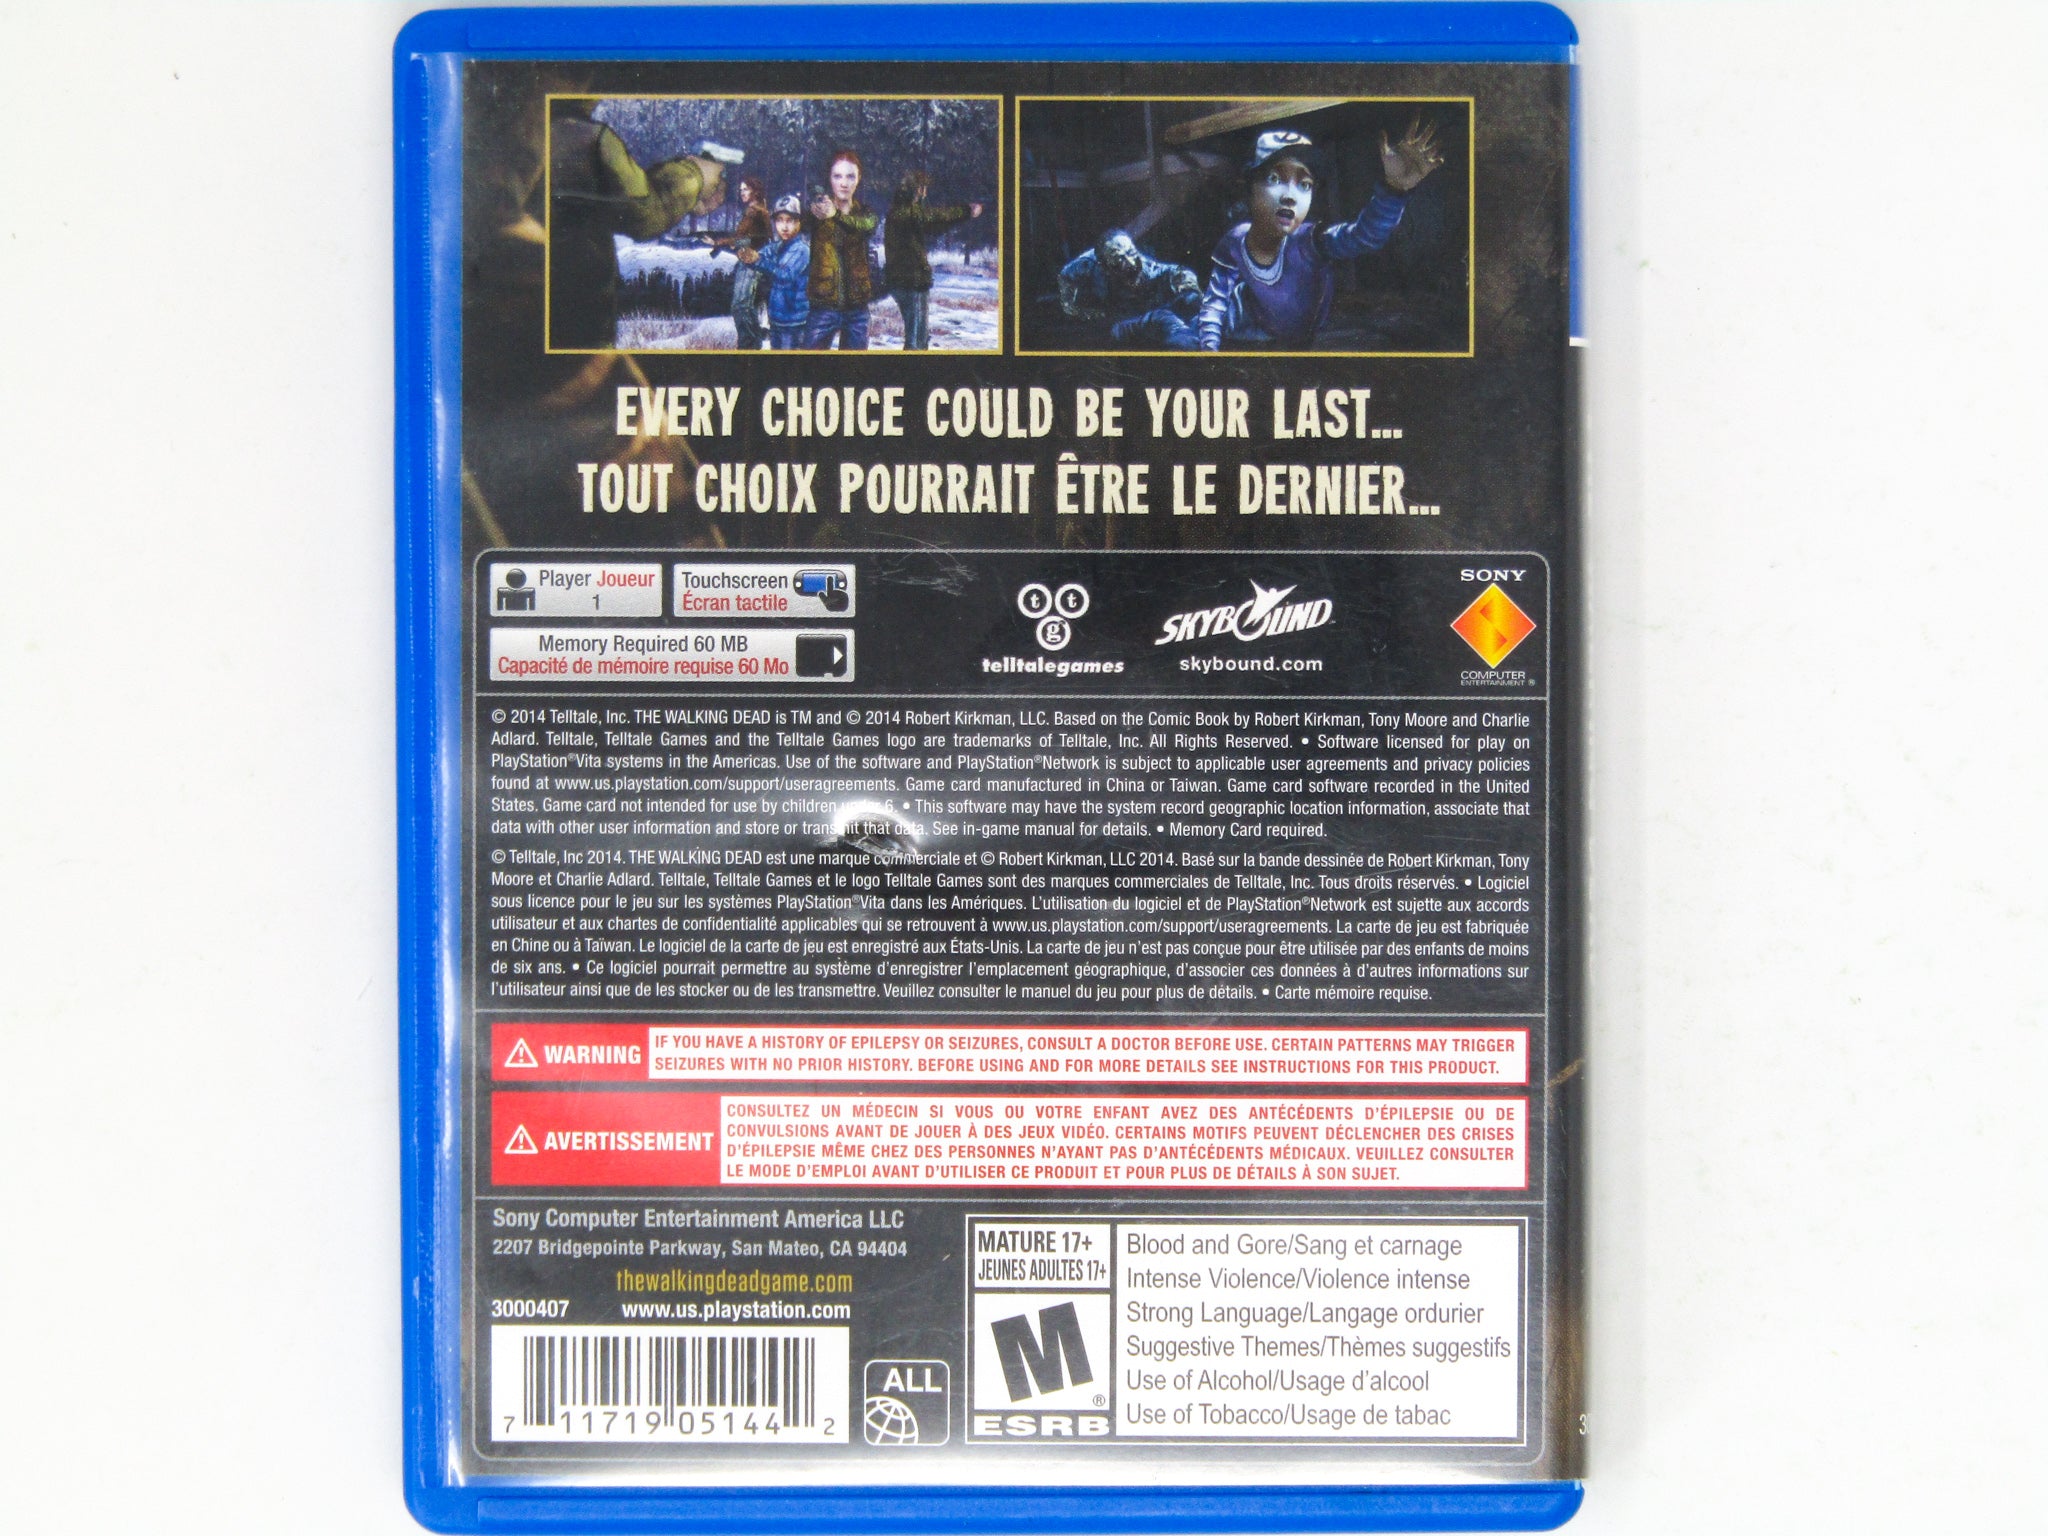 EVERY CHOICE COULD BE YOUR LAST...
TOUT CHOIX POURRAIT ÊTRE LE DERNIER...
Player Joueur
1
Touchscreen
Écran tactile
Memory Required 60 MB
Capacité de mémoire requise 60 Mo
ttg
telltalegames
SKYBOUND
skybound.com
SONY
COMPUTER
ENTERTAINMENT ®
© 2014 Telltale, Inc. THE WALKING DEAD is TM and © 2014 Robert Kirkman, LLC. Based on the Comic Book by Robert Kirkman, Tony Moore and Charlie
Adlard. Telltale, Telltale Games and the Telltale Games logo are trademarks of Telltale, Inc. All Rights Reserved. • Software licensed for play on
PlayStation®Vita systems in the Americas. Use of the software and PlayStation®Network is subject to applicable user agreements and privacy policies
found at www.us.playstation.com/support/useragreements. Game card manufactured in China or Taiwan. Game card software recorded in the United
States. Game card not intended for use by children under 6. • This software may have the system record geographic location information, associate that
data with other user information and store or transmit that data. See in-game manual for details. • Memory Card required.
© Telltale, Inc 2014. THE WALKING DEAD est une marque commerciale et © Robert Kirkman, LLC 2014. Basé sur la bande dessinée de Robert Kirkman, Tony
Moore et Charlie Adlard. Telltale, Telltale Games et le logo Telltale Games sont des marques commerciales de Telltale, Inc. Tous droits réservés. • Logiciel
sous licence pour le jeu sur les systèmes PlayStation®Vita dans les Amériques. L'utilisation du logiciel et de PlayStation®Network est sujette aux accords
utilisateur et aux chartes de confidentialité applicables qui se retrouvent à www.us.playstation.com/support/useragreements. La carte de jeu est fabriquée
en Chine ou à Taïwan. Le logiciel de la carte de jeu est enregistré aux États-Unis. La carte de jeu n'est pas conçue pour être utilisée par des enfants de moins
de six ans. • Ce logiciel pourrait permettre au système d'enregistrer l'emplacement géographique, d'associer ces données à d'autres informations sur
l'utilisateur ainsi que de les stocker ou de les transmettre. Veuillez consulter le manuel du jeu pour plus de détails. • Carte mémoire requise.
WARNING
IF YOU HAVE A HISTORY OF EPILEPSY OR SEIZURES, CONSULT A DOCTOR BEFORE USE. CERTAIN PATTERNS MAY TRIGGER
SEIZURES WITH NO PRIOR HISTORY. BEFORE USING AND FOR MORE DETAILS SEE INSTRUCTIONS FOR THIS PRODUCT.
AVERTISSEMENT
CONSULTEZ UN MÉDECIN SI VOUS OU VOTRE ENFANT AVEZ DES ANTÉCÉDENTS D'ÉPILEPSIE OU DE
CONVULSIONS AVANT DE JOUER À DES JEUX VIDÉO. CERTAINS MOTIFS PEUVENT DÉCLENCHER DES CRISES
D'ÉPILEPSIE MÊME CHEZ DES PERSONNES N'AYANT PAS D'ANTÉCÉDENTS MÉDICAUX. VEUILLEZ CONSULTER
LE MODE D'EMPLOI AVANT D'UTILISER CE PRODUIT ET POUR PLUS DE DÉTAILS À SON SUJET.
Sony Computer Entertainment America LLC
2207 Bridgepointe Parkway, San Mateo, CA 94404
thewalkingdeadgame.com
3000407 www.us.playstation.com
7 11719 05144 2
ALL
MATURE 17+
JEUNES ADULTES 17+
M®
ESRB
Blood and Gore/Sang et carnage
Intense Violence/Violence intense
Strong Language/Langage ordurier
Suggestive Themes/Thèmes suggestifs
Use of Alcohol/Usage d'alcool
Use of Tobacco/Usage de tabac